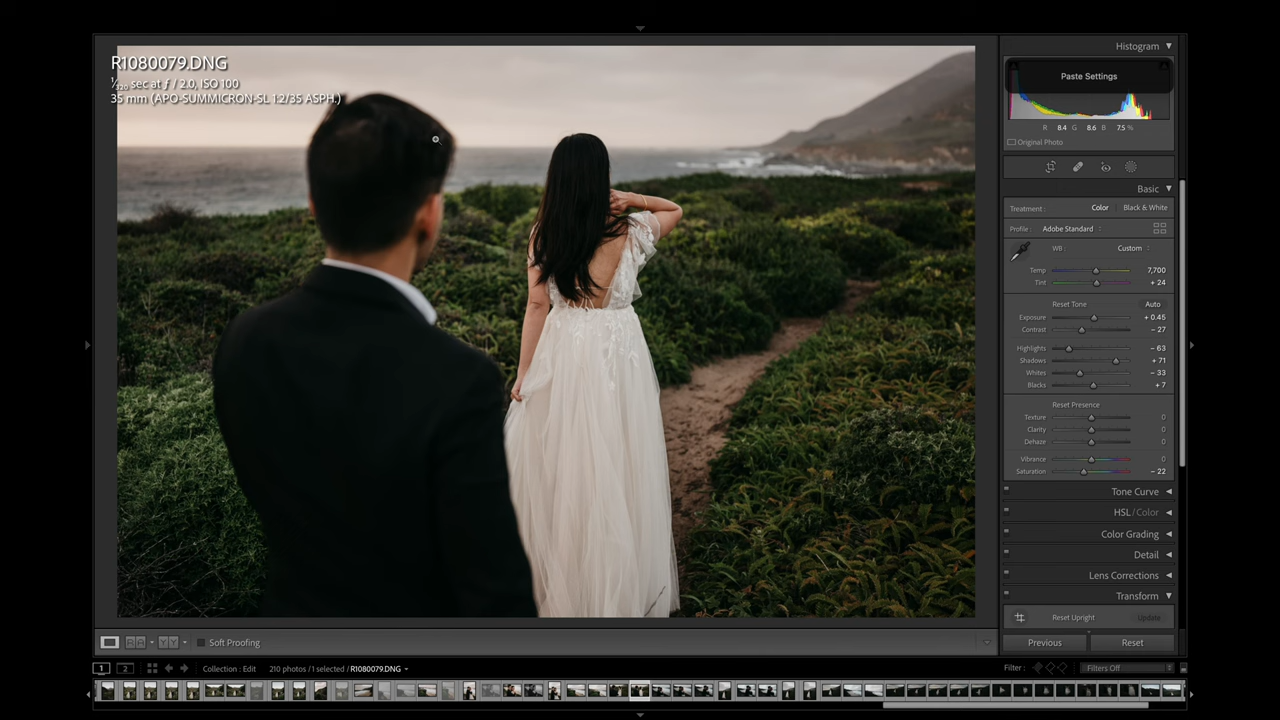 R1080079.DNG
1/320 sec at ƒ / 2.0, ISO 100
35 mm (APO-SUMMICRON-SL 1:2/35 ASPH.)
Histogram
Paste Settings
R 8.4 G 8.6 B 7.5 %
Original Photo
Basic
Treatment : Color Black & White
Profile : Adobe Standard
WB : Custom
Temp 7,700
Tint + 24
Reset Tone Auto
Exposure + 0.45
Contrast – 27
Highlights – 63
Shadows + 71
Whites – 33
Blacks + 7
Reset Presence
Texture 0
Clarity 0
Dehaze 0
Vibrance 0
Saturation – 22
Tone Curve
HSL / Color
Color Grading
Detail
Lens Corrections
Transform
Reset Upright Update
Previous Reset
Soft Proofing
1 2 Collection : Edit 210 photos / 1 selected / R1080079.DNG Filter : Filters Off